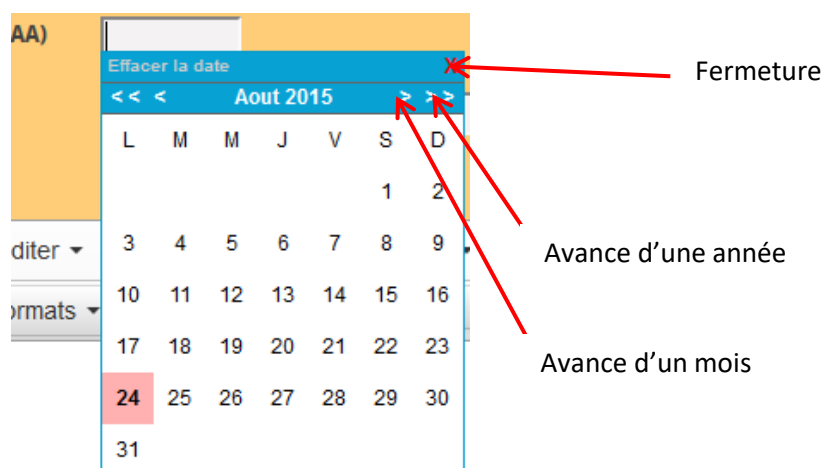 AA)
Effacer la date X
Fermeture
<< < Aout 2015 > >>
L M M J V S D
1 2
diter 3 4 5 6 7 8 9
Avance d’une année
ormats 10 11 12 13 14 15 16
17 18 19 20 21 22 23
Avance d’un mois
24 25 26 27 28 29 30
31